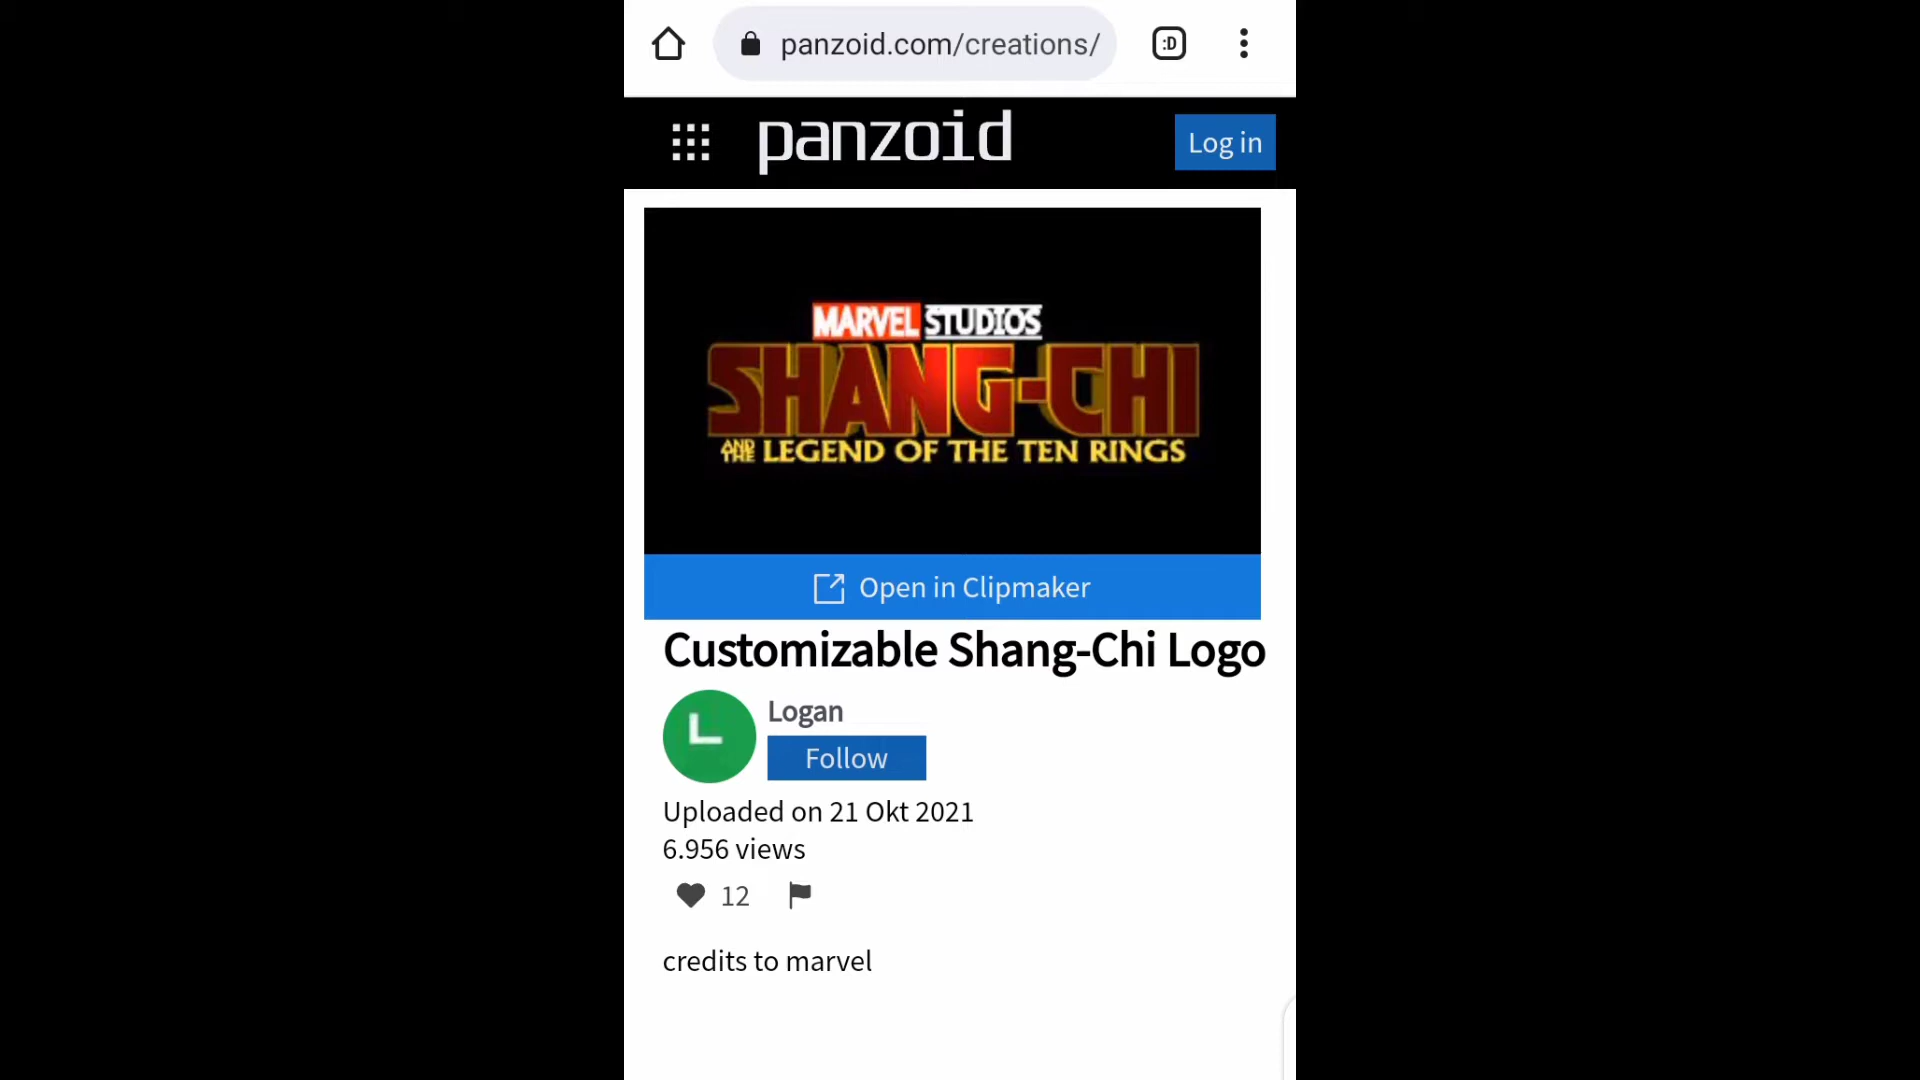 panzoid.com/creations/
:D
panzoid
Log in
MARVEL STUDIOS
SHANG-CHI
AND THE LEGEND OF THE TEN RINGS
Open in Clipmaker
Customizable Shang-Chi Logo
L
Logan
Follow
Uploaded on 21 Okt 2021
6.956 views
12
credits to marvel